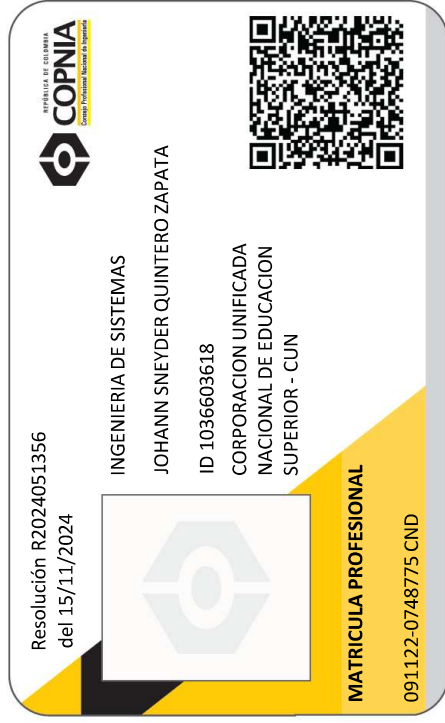 Resolución R2024051356
del 15/11/2024
REPÚBLICA DE COLOMBIA
COPNIA
Consejo Profesional Nacional de Ingeniería
INGENIERIA DE SISTEMAS
JOHANN SNEYDER QUINTERO ZAPATA
ID 1036603618
CORPORACION UNIFICADA
NACIONAL DE EDUCACION
SUPERIOR - CUN
MATRICULA PROFESIONAL
091122-0748775 CND